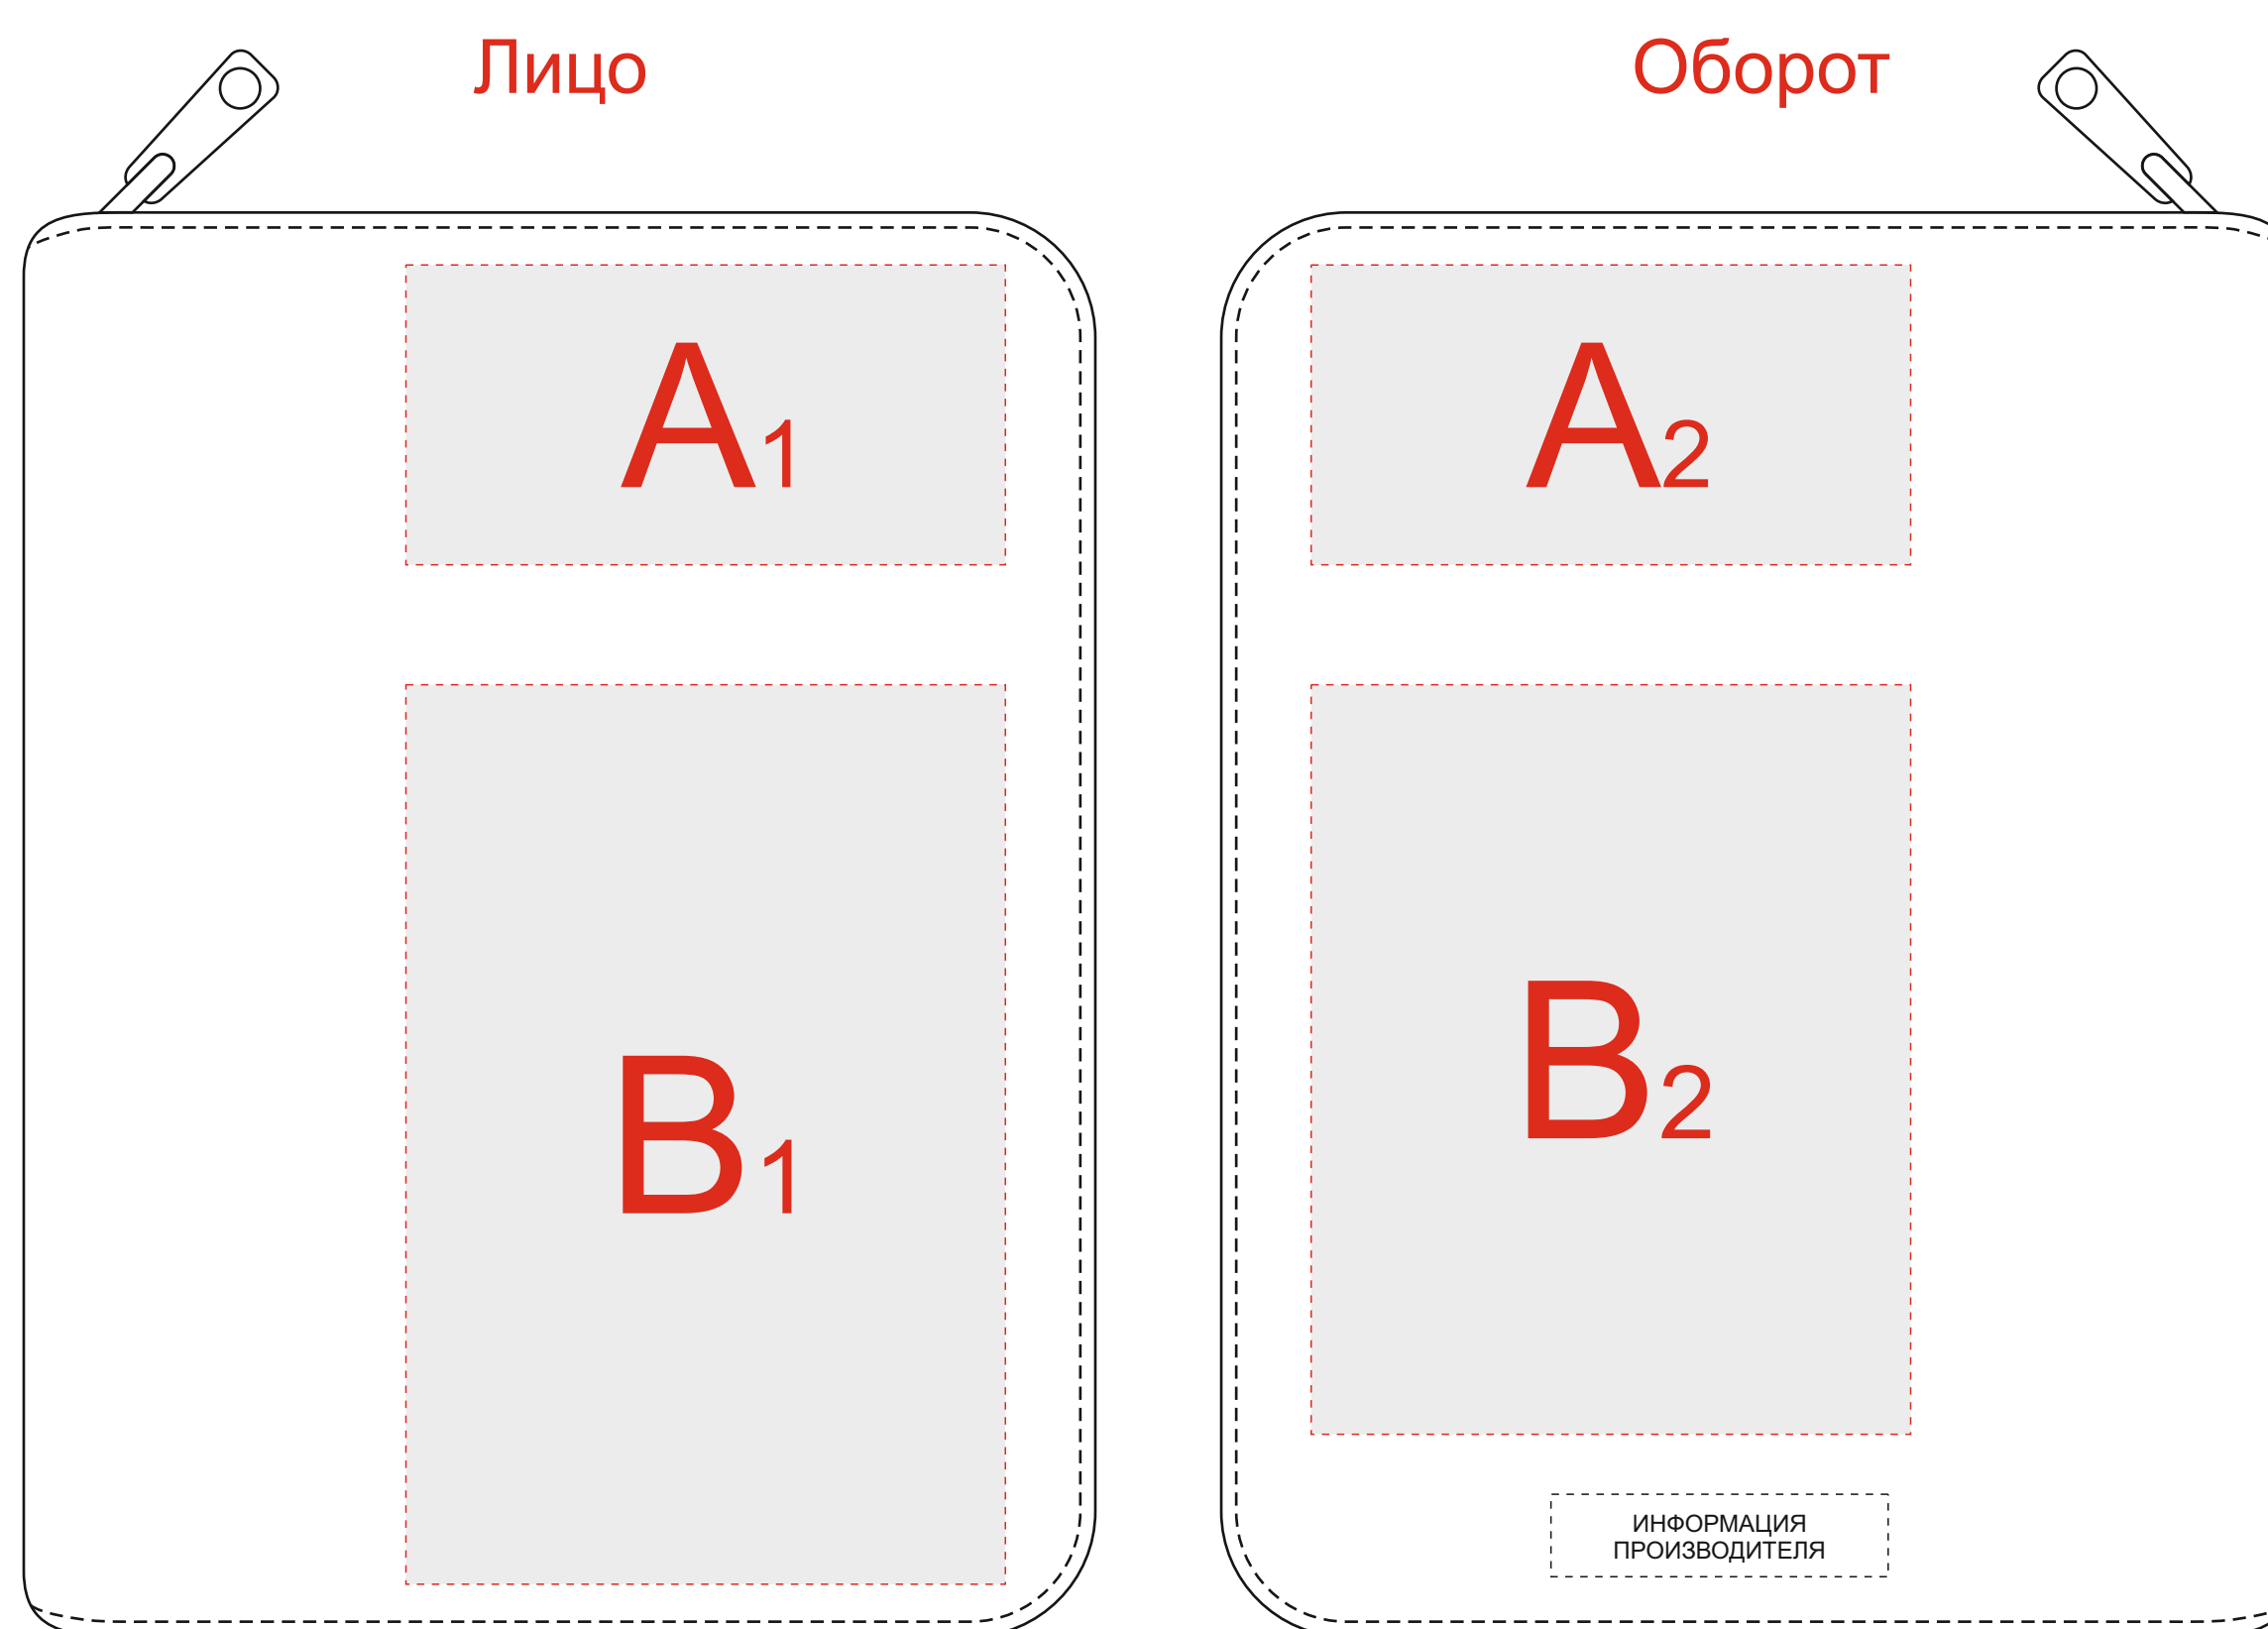 Лицо
Оборот
A1
A2
B1
B2
ИНФОРМАЦИЯ
ПРОИЗВОДИТЕЛЯ